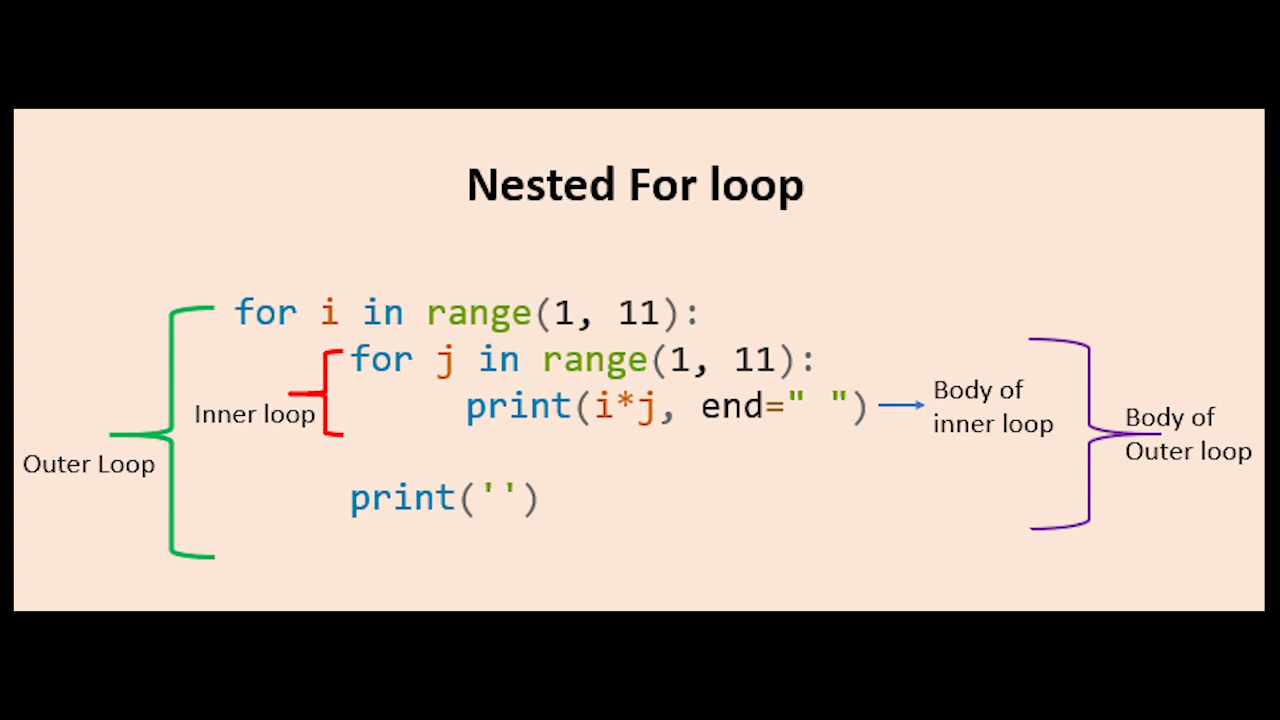 Nested For loop
for i in range(1, 11):
for j in range(1, 11):
print(i*j, end=" ")
print('')
Inner loop
Outer Loop
Body of
inner loop
Body of
Outer loop